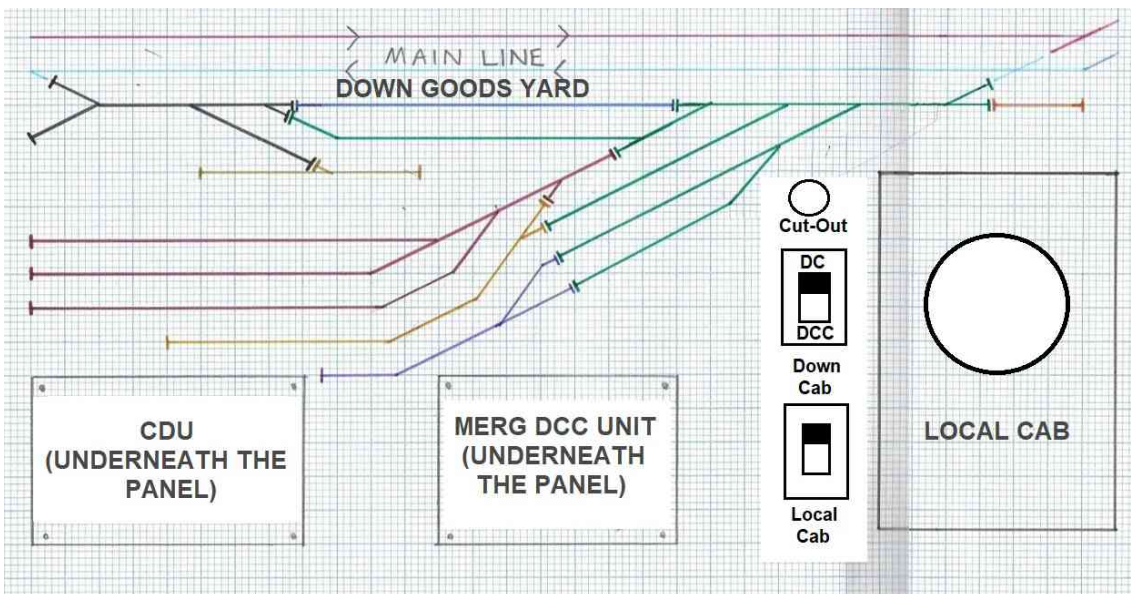 MAIN LINE
DOWN GOODS YARD
Cut-Out
DC
DCC
Down
Cab
Local
Cab
LOCAL CAB
CDU
(UNDERNEATH THE
PANEL)
MERG DCC UNIT
(UNDERNEATH
THE PANEL)